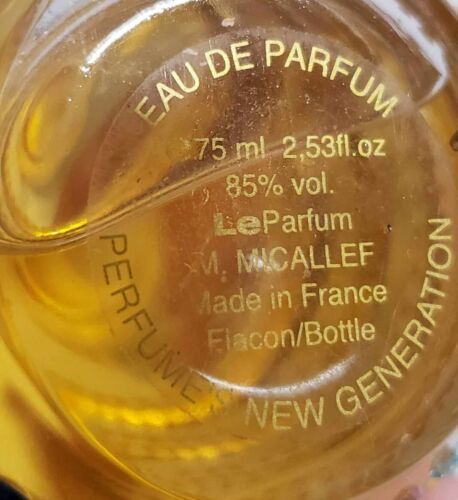 EAU DE PARFUM
75 ml 2,53fl.oz
85% vol.
LeParfum
M. MICALLEF
Made in France
Flacon/Bottle
PERFUMES NEW GENERATION